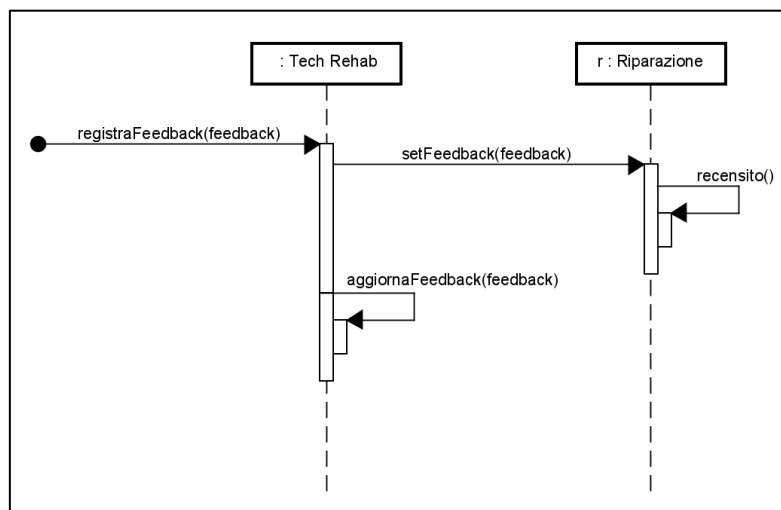 : Tech Rehab
r : Riparazione
registraFeedback(feedback)
setFeedback(feedback)
recensito()
aggiornaFeedback(feedback)